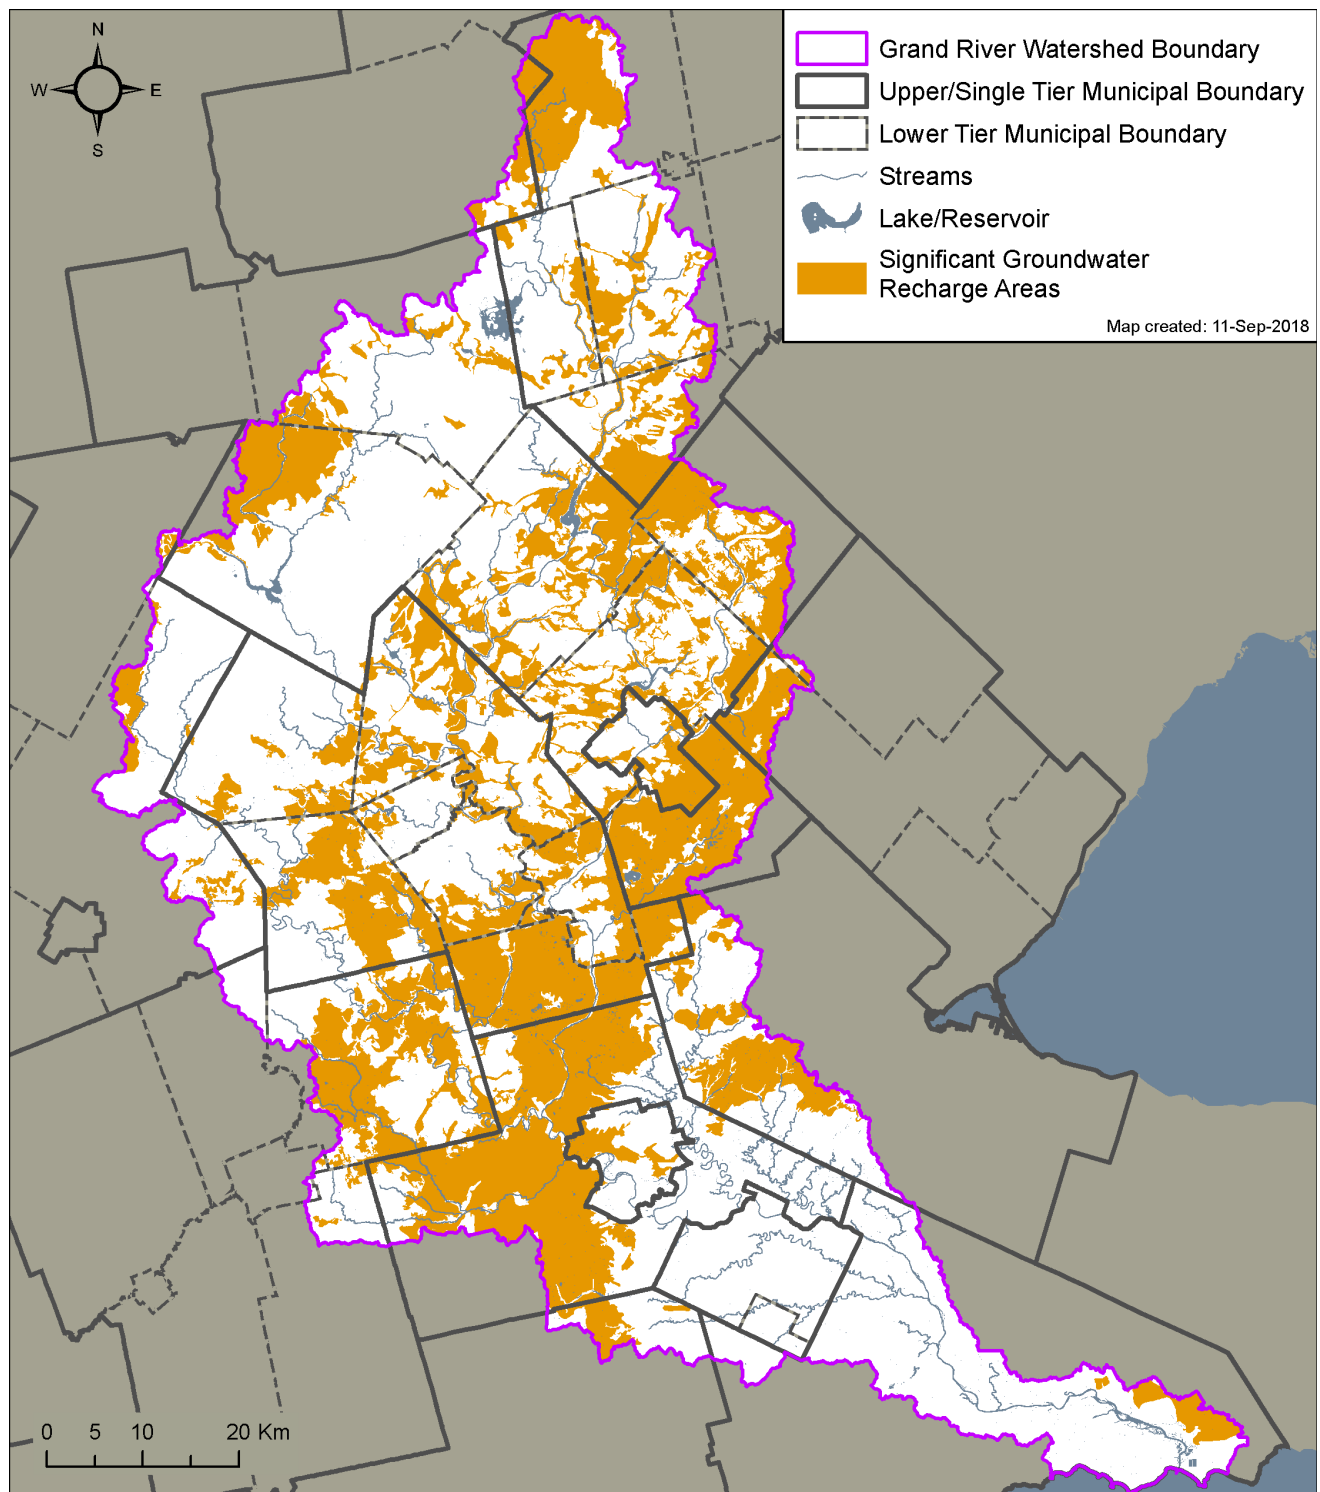 N
W
E
S
Grand River Watershed Boundary
Upper/Single Tier Municipal Boundary
Lower Tier Municipal Boundary
Streams
Lake/Reservoir
Significant Groundwater
Recharge Areas
Map created: 11-Sep-2018
0 5 10 20 Km